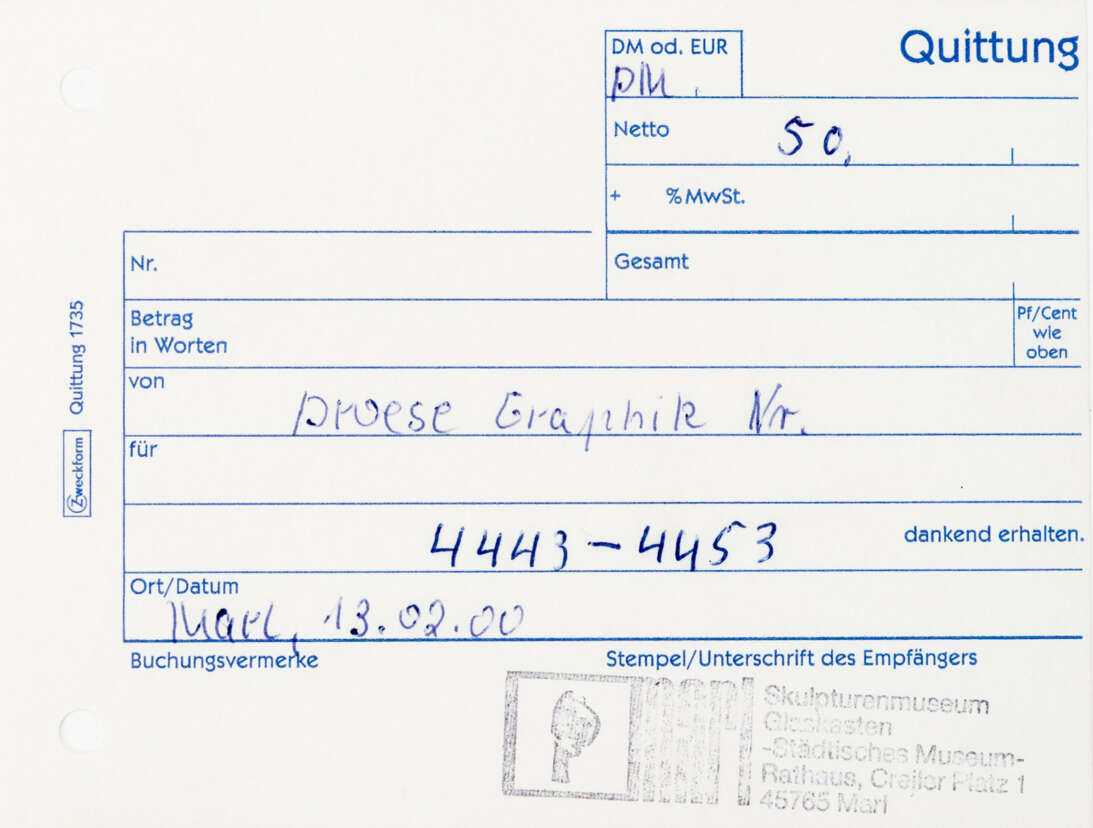 Quittung
DM od. EUR
DM.
Netto 50,
+ % MwSt.
Nr.
Gesamt
Betrag
in Worten
Pf/Cent
wie
oben
von
Droese Graphik Nr.
für
4443-4453 dankend erhalten.
Ort/Datum
Marl, 13.02.00
Buchungsvermerke
Stempel/Unterschrift des Empfängers
Skulpturenmuseum
Glaskasten
-Städtisches Museum-
Rathaus, Creiler Platz 1
45765 Marl
Zweckform Quittung 1735